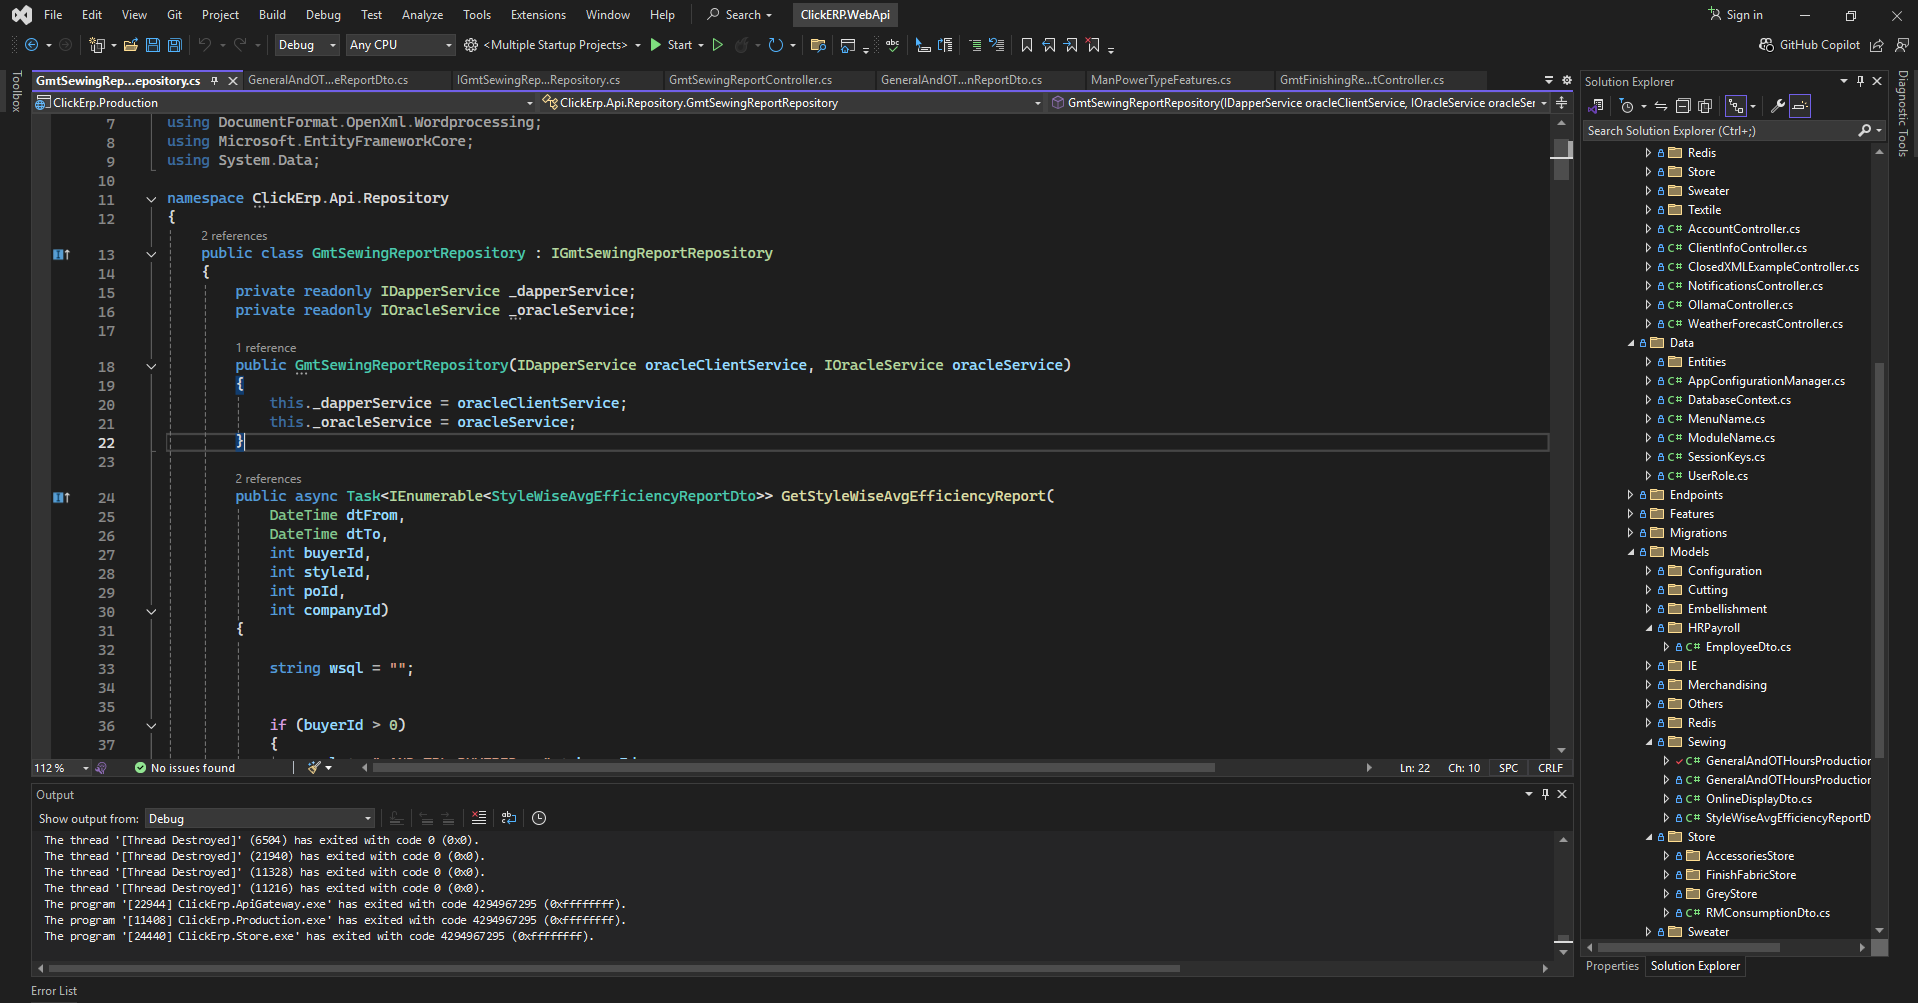 File Edit View Git Project Build Debug Test Analyze Tools Extensions Window Help Search ClickERP.WebApi Sign in
Debug Any CPU <Multiple Startup Projects> Start GitHub Copilot
Toolbox
GmtSewingRep...epository.cs GeneralAndOT...eReportDto.cs IGmtSewingRep...Repository.cs GmtSewingReportController.cs GeneralAndOT...nReportDto.cs ManPowerTypeFeatures.cs GmtFinishingRe...tController.cs
ClickErp.Production ClickErp.Api.Repository.GmtSewingReportRepository GmtSewingReportRepository(IDapperService oracleClientService, IOracleService oracleSer
7 using DocumentFormat.OpenXml.Wordprocessing;
8 using Microsoft.EntityFrameworkCore;
9 using System.Data;
10
11 namespace ClickErp.Api.Repository
12 {
2 references
13 public class GmtSewingReportRepository : IGmtSewingReportRepository
14 {
15 private readonly IDapperService _dapperService;
16 private readonly IOracleService _oracleService;
17
1 reference
18 public GmtSewingReportRepository(IDapperService oracleClientService, IOracleService oracleService)
19 {
20 this._dapperService = oracleClientService;
21 this._oracleService = oracleService;
22 }
23
2 references
24 public async Task<IEnumerable<StyleWiseAvgEfficiencyReportDto>> GetStyleWiseAvgEfficiencyReport(
25 DateTime dtFrom,
26 DateTime dtTo,
27 int buyerId,
28 int styleId,
29 int poId,
30 int companyId)
31 {
32
33 string wsql = "";
34
35
36 if (buyerId > 0)
37 {
112 % No issues found Ln: 22 Ch: 10 SPC CRLF
Output
Show output from: Debug
The thread '[Thread Destroyed]' (6504) has exited with code 0 (0x0).
The thread '[Thread Destroyed]' (21940) has exited with code 0 (0x0).
The thread '[Thread Destroyed]' (11328) has exited with code 0 (0x0).
The thread '[Thread Destroyed]' (11216) has exited with code 0 (0x0).
The program '[22944] ClickErp.ApiGateway.exe' has exited with code 4294967295 (0xffffffff).
The program '[11408] ClickErp.Production.exe' has exited with code 4294967295 (0xffffffff).
The program '[24440] ClickErp.Store.exe' has exited with code 4294967295 (0xffffffff).
Error List
Solution Explorer
Search Solution Explorer (Ctrl+;)
Redis
Store
Sweater
Textile
C# AccountController.cs
C# ClientInfoController.cs
C# ClosedXMLExampleController.cs
C# NotificationsController.cs
C# OllamaController.cs
C# WeatherForecastController.cs
Data
Entities
C# AppConfigurationManager.cs
C# DatabaseContext.cs
C# MenuName.cs
C# ModuleName.cs
C# SessionKeys.cs
C# UserRole.cs
Endpoints
Features
Migrations
Models
Configuration
Cutting
Embellishment
HRPayroll
C# EmployeeDto.cs
IE
Merchandising
Others
Redis
Sewing
C# GeneralAndOTHoursProduction
C# GeneralAndOTHoursProduction
C# OnlineDisplayDto.cs
C# StyleWiseAvgEfficiencyReportD
Store
AccessoriesStore
FinishFabricStore
GreyStore
C# RMConsumptionDto.cs
Sweater
Properties Solution Explorer
Diagnostic Tools